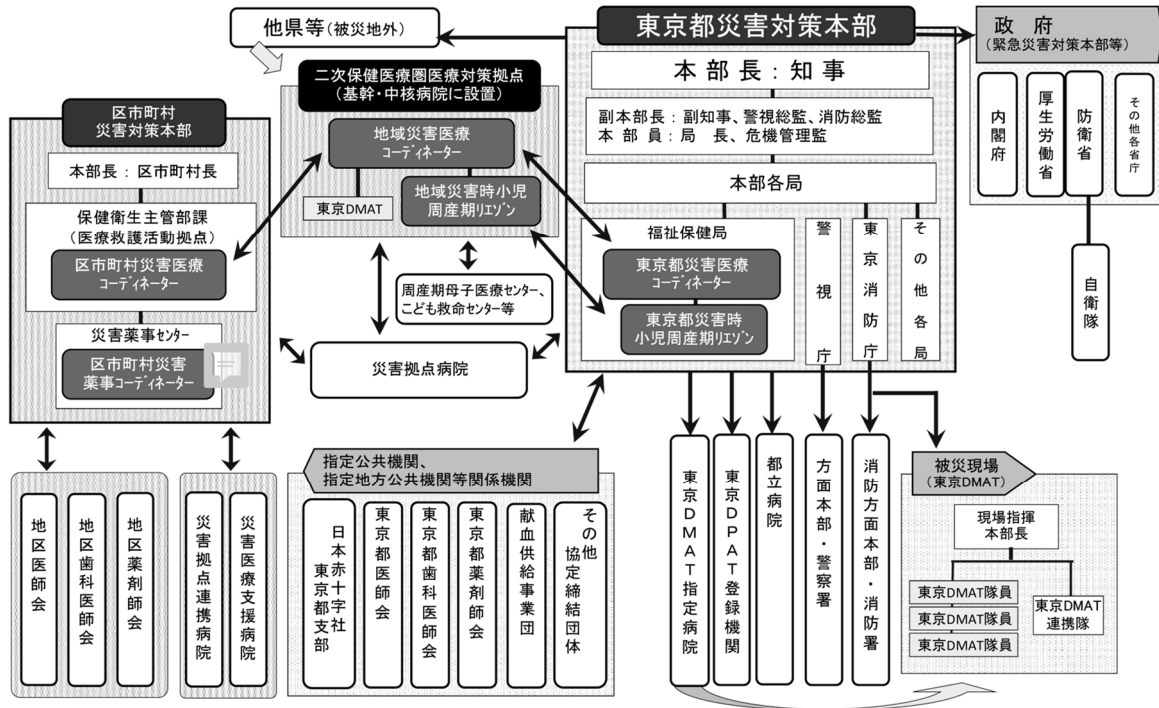 他県等(被災地外)
東京都災害対策本部
本部長:知事
副本部長:副知事、警視総監、消防総監
本 部 員:局 長、危機管理監
本部各局
福祉保健局
東京都災害医療
コーディネーター
東京都災害時
小児周産期リエゾン
警視庁
東京消防庁
その他各局
政 府
(緊急災害対策本部等)
内閣府
厚生労働省
防衛省
その他各省庁
自衛隊
二次保健医療圏医療対策拠点
(基幹・中核病院に設置)
地域災害医療
コーディネーター
東京DMAT
地域災害時小児
周産期リエゾン
周産期母子医療センター、
こども救命センター等
災害拠点病院
区市町村
災害対策本部
本部長:区市町村長
保健衛生主管部課
(医療救護活動拠点)
区市町村災害医療
コーディネーター
災害薬事センター
区市町村災害
薬事コーディネーター
地区医師会
地区歯科医師会
地区薬剤師会
災害拠点連携病院
災害医療支援病院
指定公共機関、
指定地方公共機関等関係機関
日本赤十字社
東京都支部
東京都医師会
東京都歯科医師会
東京都薬剤師会
献血供給事業団
その他
協定締結団体
東京DMAT指定病院
東京DPAT登録機関
都立病院
方面本部・警察署
消防方面本部・消防署
被災現場
(東京DMAT)
現場指揮
本部長
東京DMAT隊員
東京DMAT隊員
東京DMAT隊員
東京DMAT
連携隊